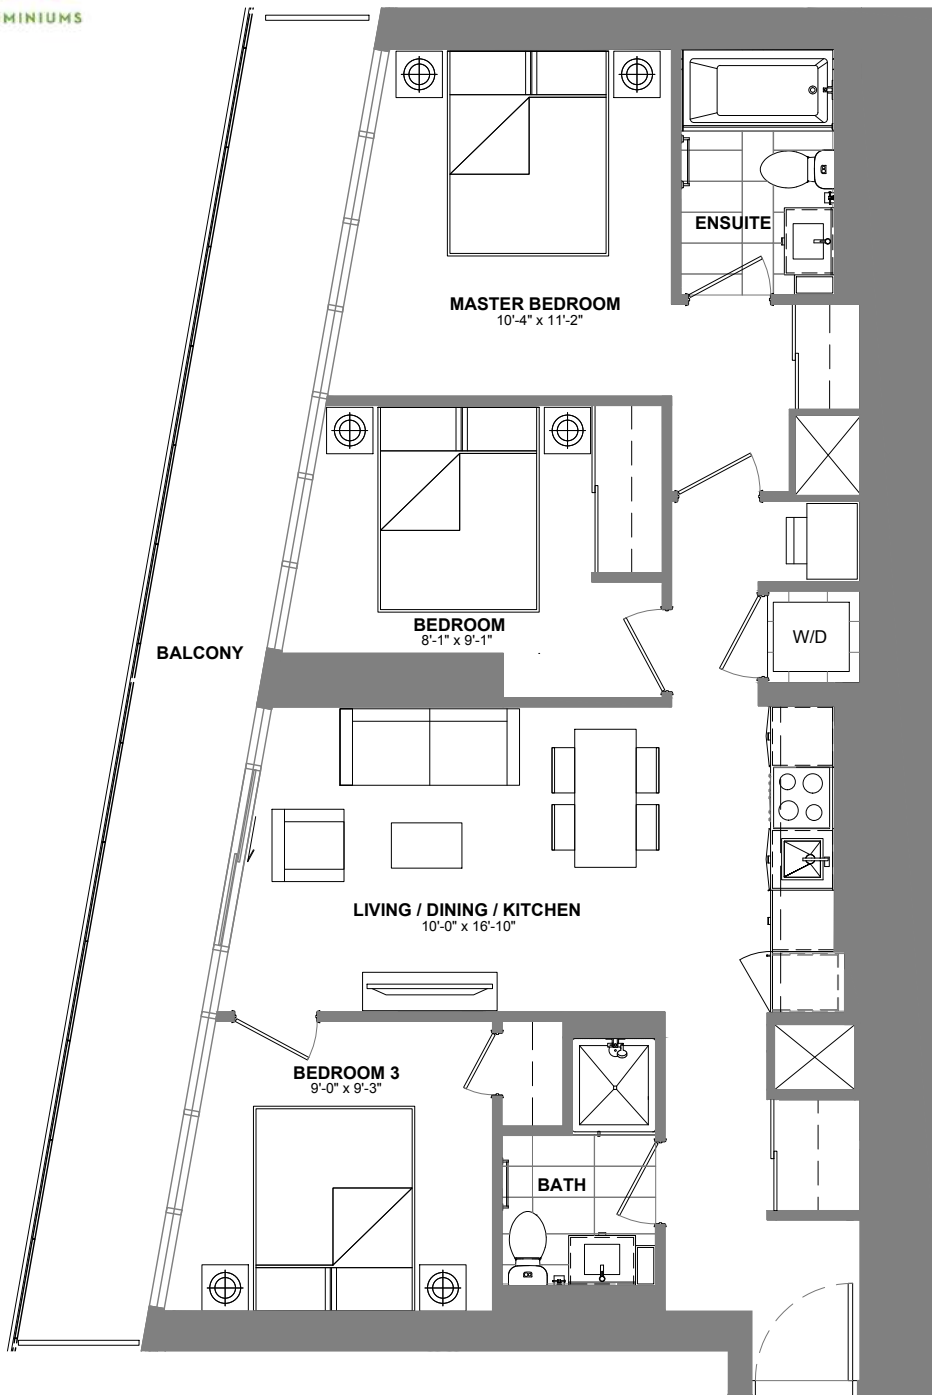 MINIUMS
ENSUITE
MASTER BEDROOM
10'-4" x 11'-2"
BEDROOM
8'-1" x 9'-1"
W/D
BALCONY
LIVING / DINING / KITCHEN
10'-0" x 16'-10"
BEDROOM 3
9'-0" x 9'-3"
BATH